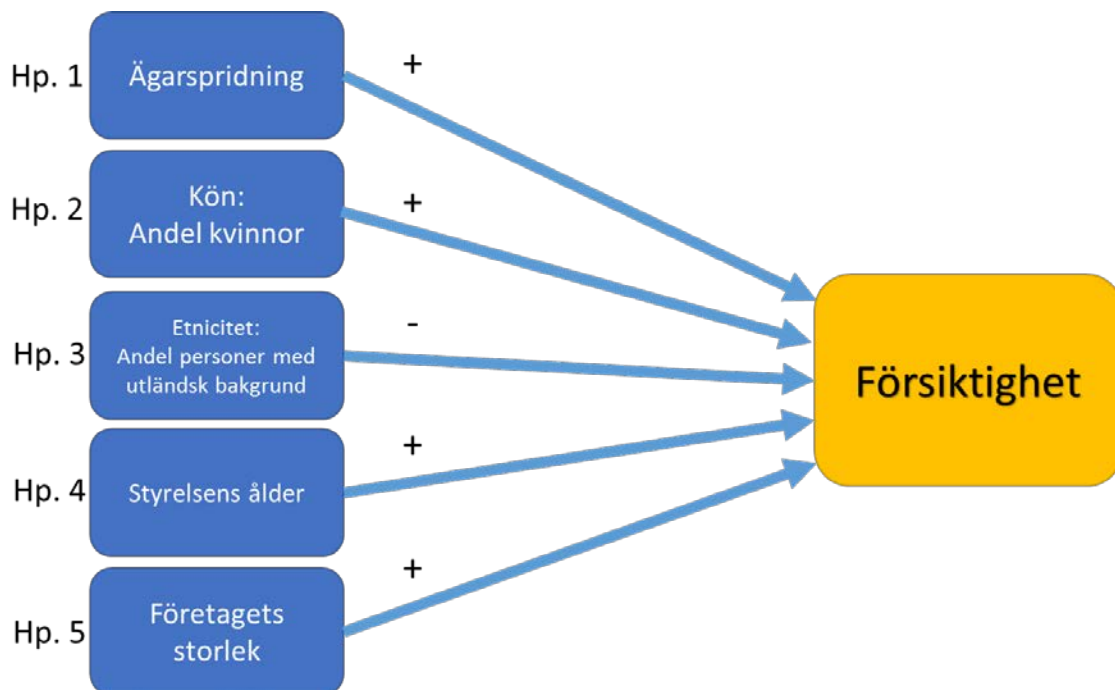 Hp. 1
Ägarspridning
+
Hp. 2
Kön:
Andel kvinnor
+
Hp. 3
Etnicitet:
Andel personer med
utländsk bakgrund
-
Hp. 4
Styrelsens ålder
+
Hp. 5
Företagets
storlek
+
Försiktighet